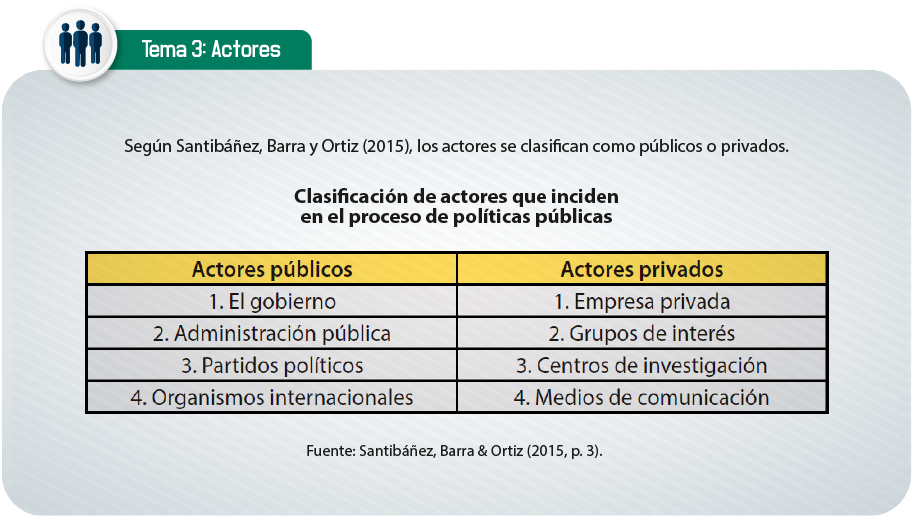 Tema 3: Actores
Según Santibáñez, Barra y Ortiz (2015), los actores se clasifican como públicos o privados.
Clasificación de actores que inciden
en el proceso de políticas públicas
Actores públicos Actores privados
1. El gobierno 1. Empresa privada
2. Administración pública 2. Grupos de interés
3. Partidos políticos 3. Centros de investigación
4. Organismos internacionales 4. Medios de comunicación
Fuente: Santibáñez, Barra & Ortiz (2015, p. 3).